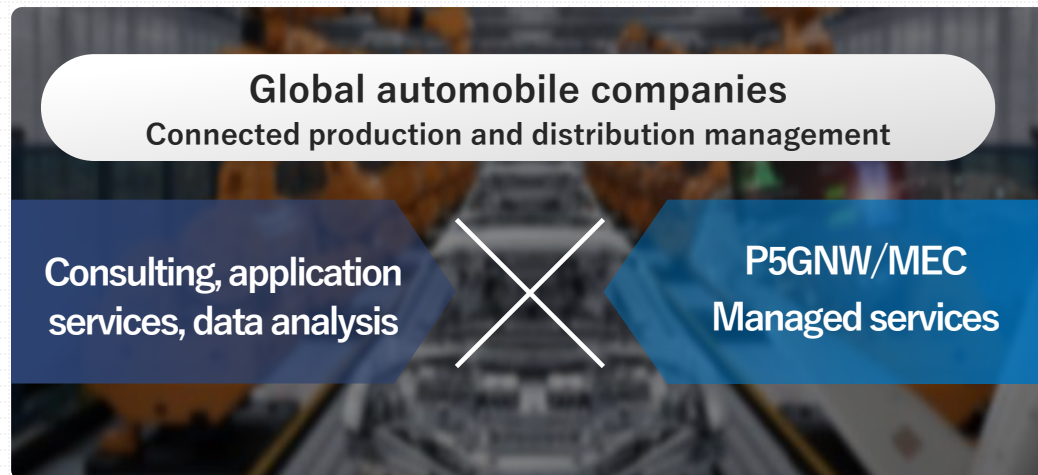 Global automobile companies
Connected production and distribution management
Consulting, application
services, data analysis
P5GNW/MEC
Managed services